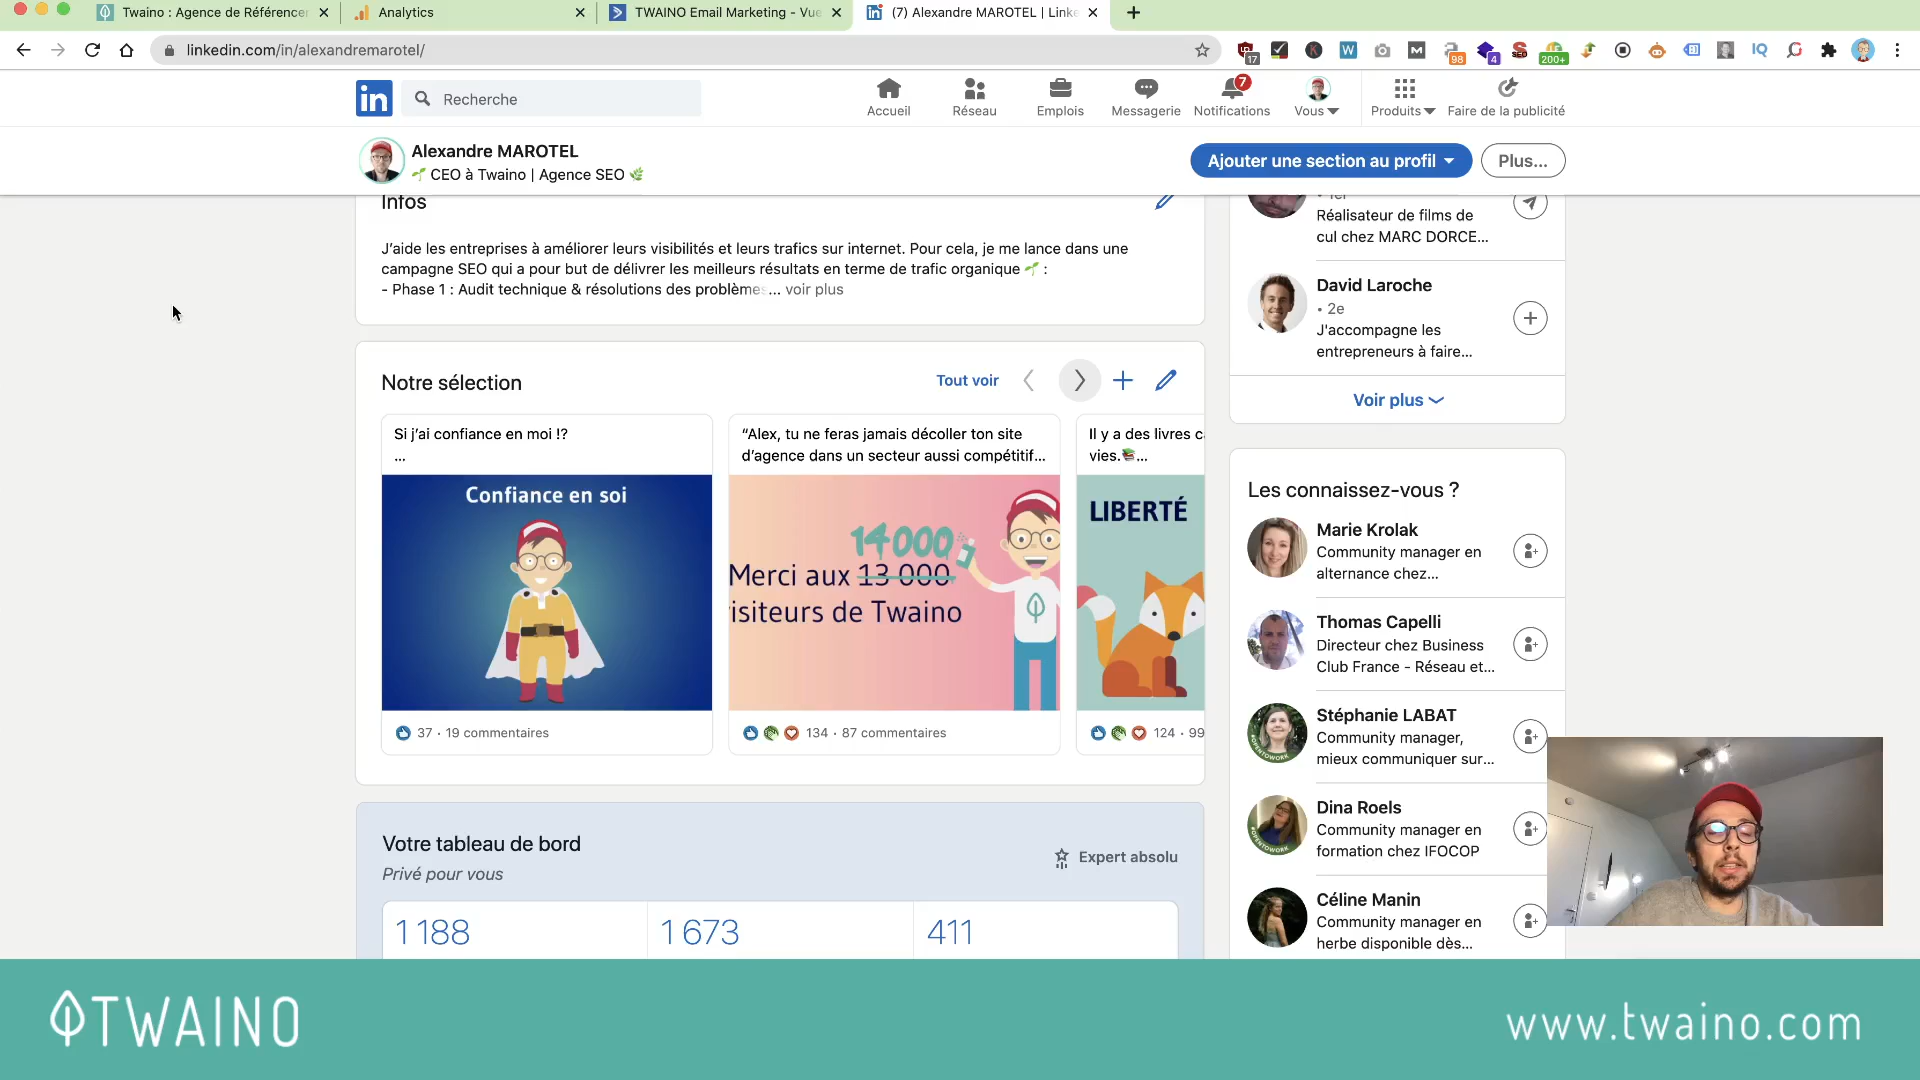 Twaino : Agence de Référencer
Analytics
TWAINO Email Marketing - Vue
(7) Alexandre MAROTEL | Linke
linkedin.com/in/alexandremarotel/
17
98
4
SEO
200+
in
Recherche
Accueil
Réseau
Emplois
Messagerie
7
Notifications
Vous
Produits
Faire de la publicité
Alexandre MAROTEL
CEO à Twaino | Agence SEO
Ajouter une section au profil
Plus...
Infos
J'aide les entreprises à améliorer leurs visibilités et leurs trafics sur internet. Pour cela, je me lance dans une
campagne SEO qui a pour but de délivrer les meilleurs résultats en terme de trafic organique :
- Phase 1 : Audit technique & résolutions des problèmes... voir plus
Notre sélection
Tout voir
Si j'ai confiance en moi !?
...
Confiance en soi
37 · 19 commentaires
“Alex, tu ne feras jamais décoller ton site
d'agence dans un secteur aussi compétitif...
14000
Merci aux 13 000
isiteurs de Twaino
134 · 87 commentaires
Il y a des livres c
vies. ...
LIBERTÉ
124 · 99
Votre tableau de bord
Privé pour vous
Expert absolu
1 188
1 673
411
• 1er
Réalisateur de films de
cul chez MARC DORCE...
David Laroche
• 2e
J'accompagne les
entrepreneurs à faire...
Voir plus
Les connaissez-vous ?
Marie Krolak
Community manager en
alternance chez...
Thomas Capelli
Directeur chez Business
Club France - Réseau et...
Stéphanie LABAT
Community manager,
mieux communiquer sur...
Dina Roels
Community manager en
formation chez IFOCOP
Céline Manin
Community manager en
herbe disponible dès...
TWAINO
www.twaino.com